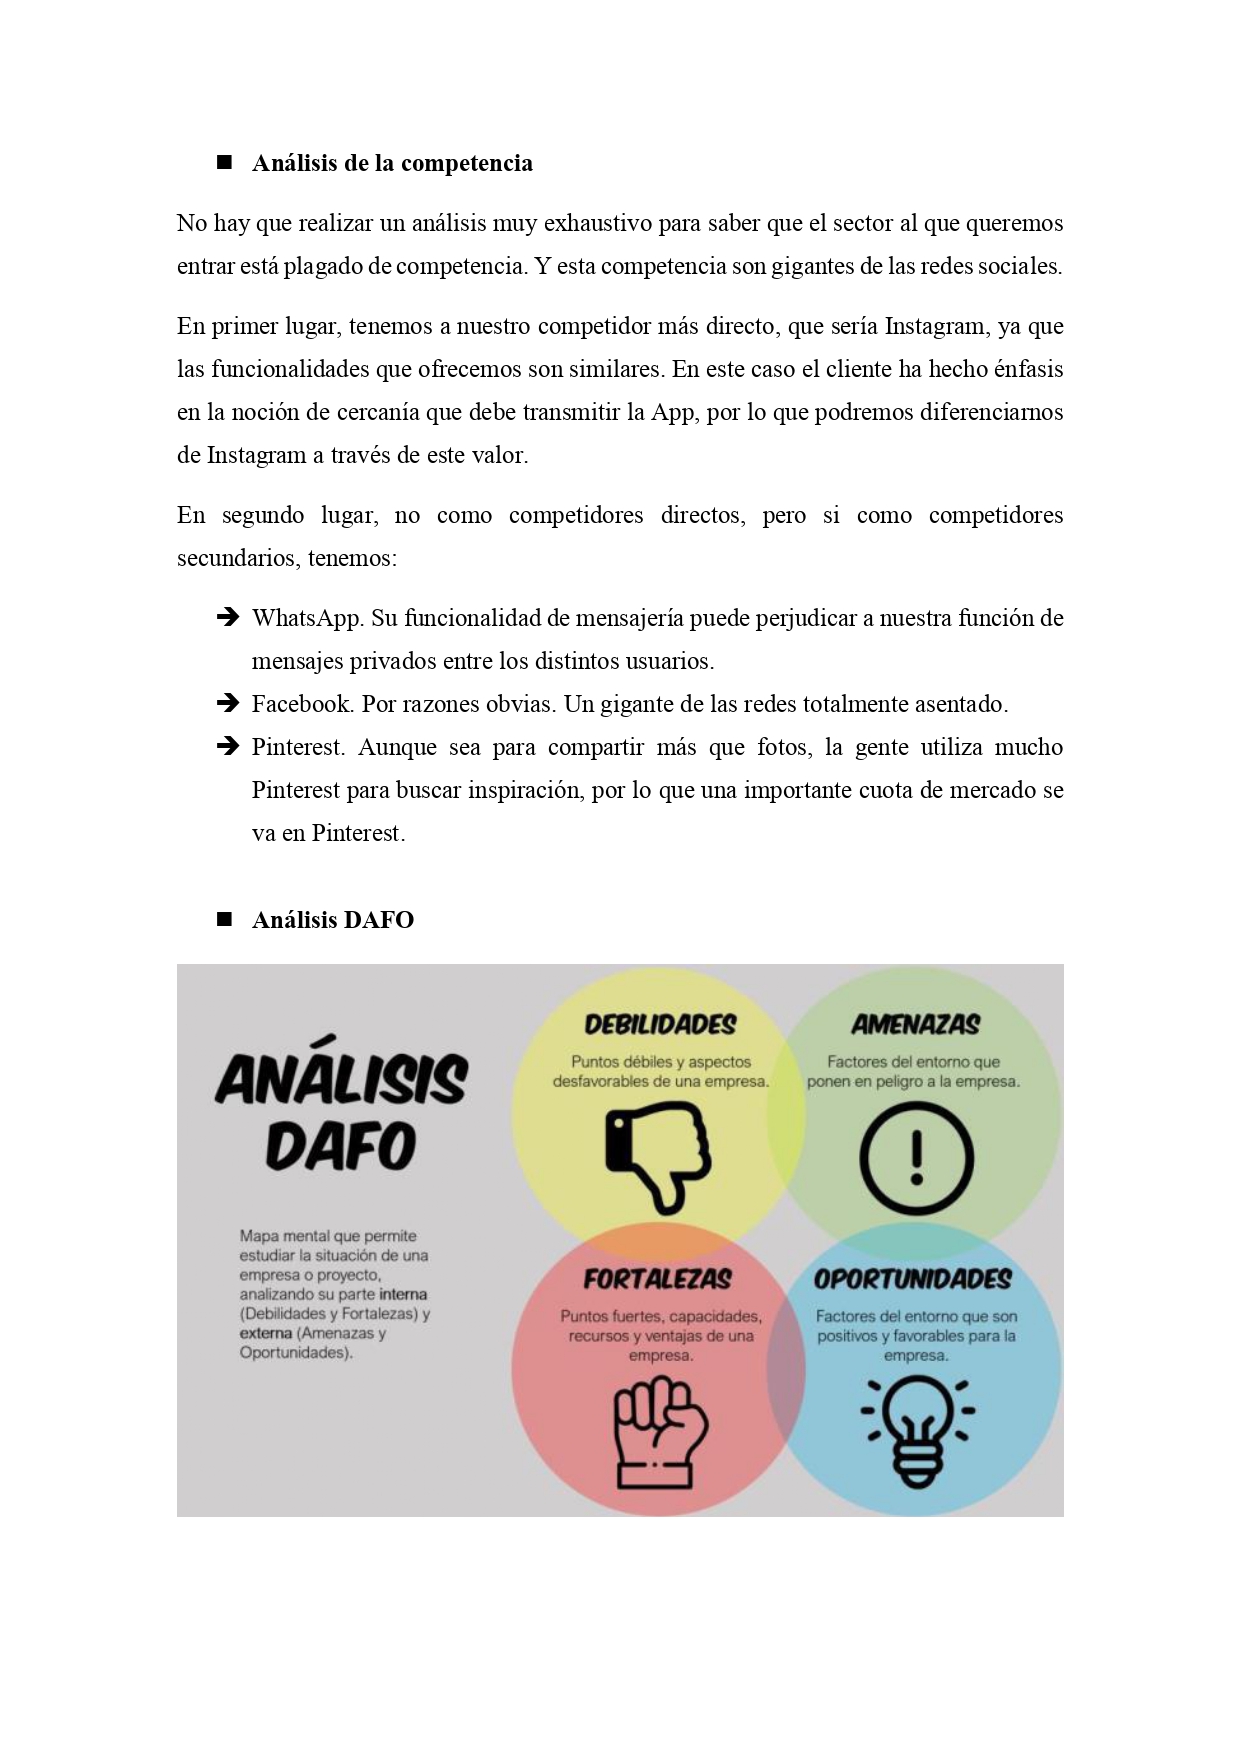 Análisis de la competencia
No hay que realizar un análisis muy exhaustivo para saber que el sector al que queremos
entrar está plagado de competencia. Y esta competencia son gigantes de las redes sociales.
En primer lugar, tenemos a nuestro competidor más directo, que sería Instagram, ya que
las funcionalidades que ofrecemos son similares. En este caso el cliente ha hecho énfasis
en la noción de cercanía que debe transmitir la App, por lo que podremos diferenciarnos
de Instagram a través de este valor.
En segundo lugar, no como competidores directos, pero si como competidores
secundarios, tenemos:
WhatsApp. Su funcionalidad de mensajería puede perjudicar a nuestra función de
mensajes privados entre los distintos usuarios.
Facebook. Por razones obvias. Un gigante de las redes totalmente asentado.
Pinterest. Aunque sea para compartir más que fotos, la gente utiliza mucho
Pinterest para buscar inspiración, por lo que una importante cuota de mercado se
va en Pinterest.
Análisis DAFO
ANÁLISIS
DAFO
Mapa mental que permite
estudiar la situación de una
empresa o proyecto,
analizando su parte interna
(Debilidades y Fortalezas) y
externa (Amenazas y
Oportunidades).
DEBILIDADES
Puntos débiles y aspectos
desfavorables de una empresa.
AMENAZAS
Factores del entorno que
ponen en peligro a la empresa.
FORTALEZAS
Puntos fuertes, capacidades,
recursos y ventajas de una
empresa.
OPORTUNIDADES
Factores del entorno que son
positivos y favorables para la
empresa.